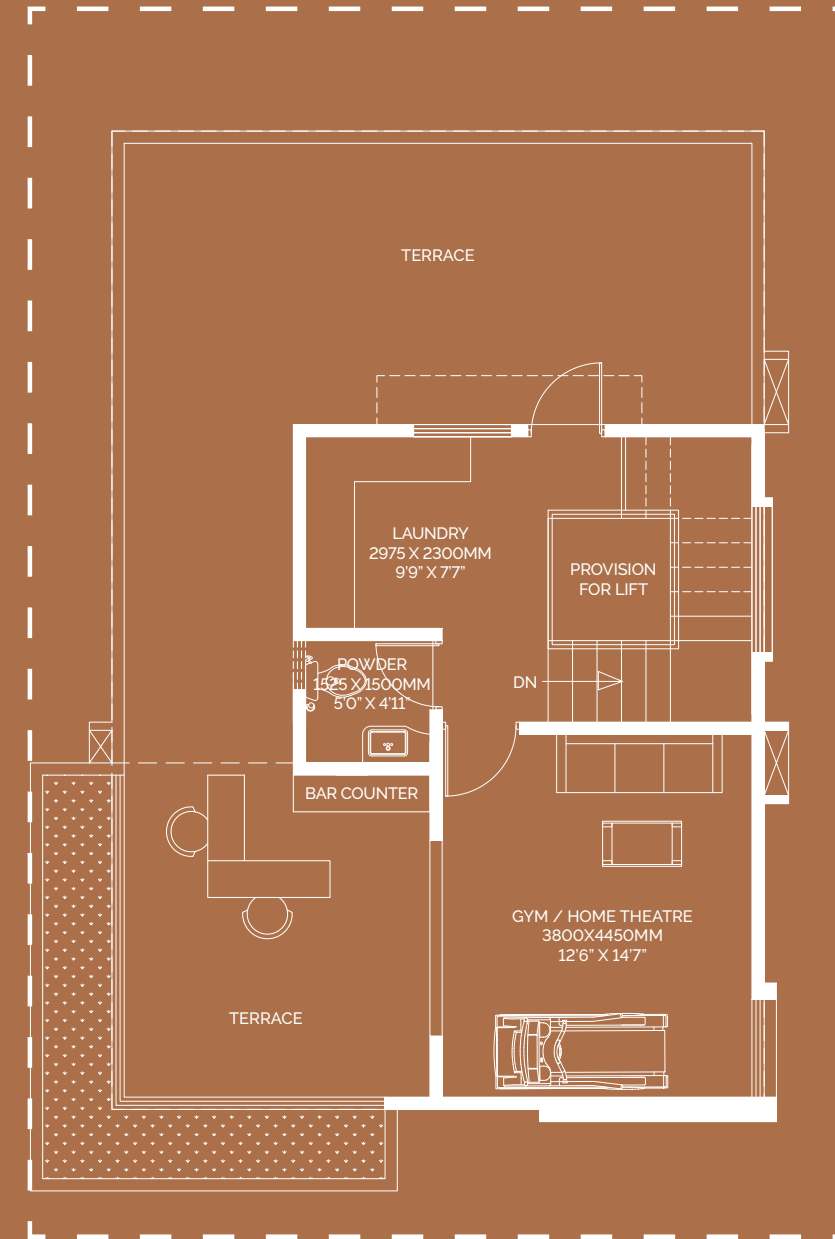 TERRACE
LAUNDRY
2975 X 2300MM
9'9" X 7'7"
PROVISION
FOR LIFT
POWDER
1525 X 1500MM
5'0" X 4'11"
DN
BAR COUNTER
GYM / HOME THEATRE
3800X4450MM
12'6" X 14'7"
TERRACE